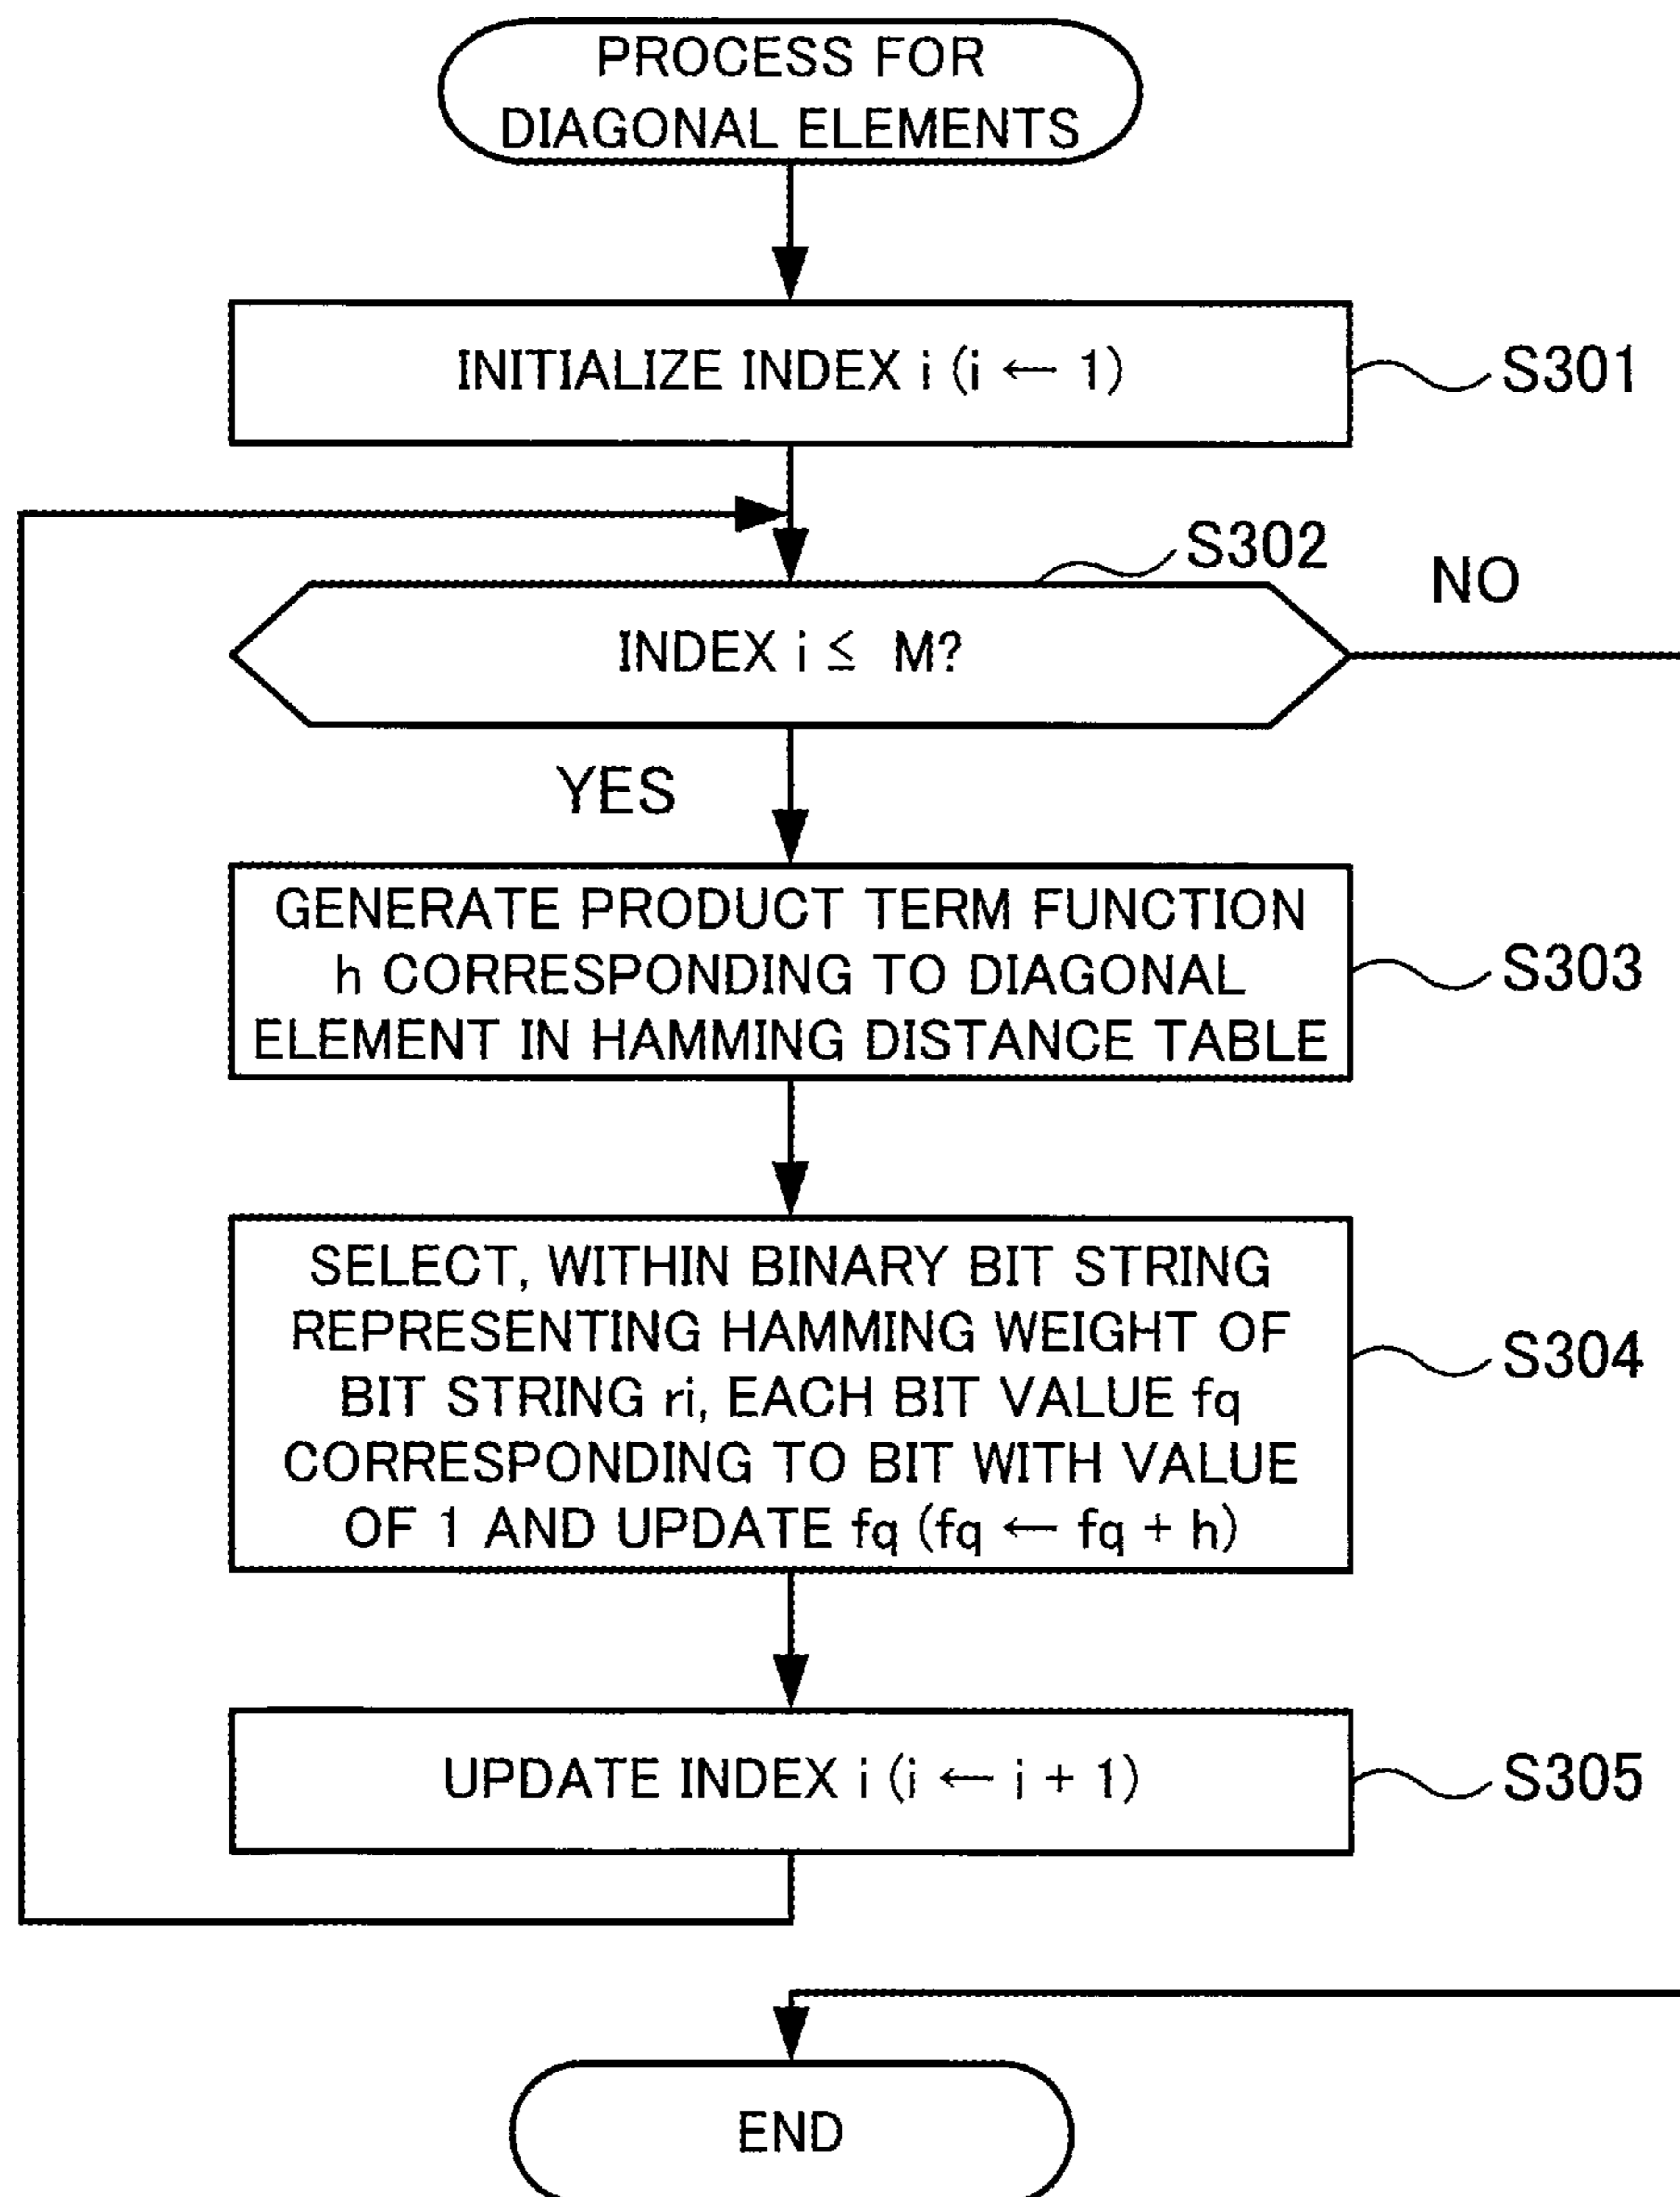 PROCESS FOR
DIAGONAL ELEMENTS
INITIALIZE INDEX i (i ← 1)
S301
S302
NO
INDEX i ≦ M?
YES
GENERATE PRODUCT TERM FUNCTION
h CORRESPONDING TO DIAGONAL
ELEMENT IN HAMMING DISTANCE TABLE
S303
SELECT, WITHIN BINARY BIT STRING
REPRESENTING HAMMING WEIGHT OF
BIT STRING ri, EACH BIT VALUE fq
CORRESPONDING TO BIT WITH VALUE
OF 1 AND UPDATE fq (fq ← fq + h)
S304
UPDATE INDEX i (i ← i + 1)
S305
END